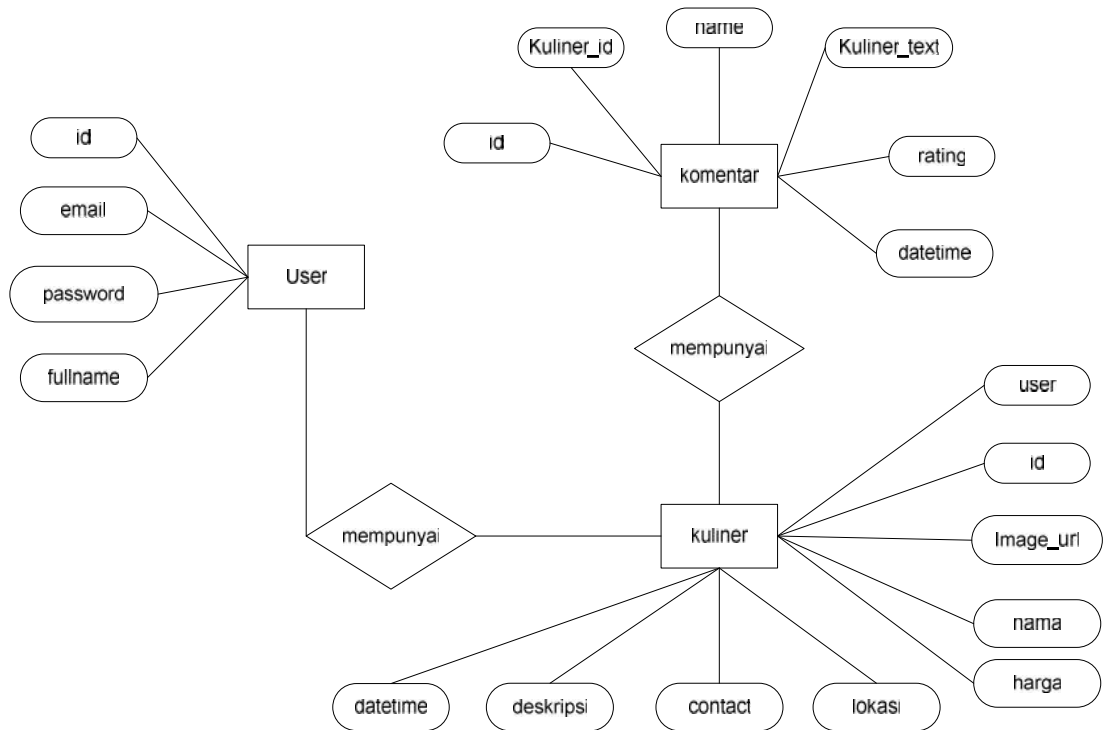 name
Kuliner_id
Kuliner_text
id
id
rating
komentar
email
datetime
User
password
mempunyai
fullname
user
id
kuliner
mempunyai
Image_url
nama
harga
datetime
deskripsi
contact
lokasi